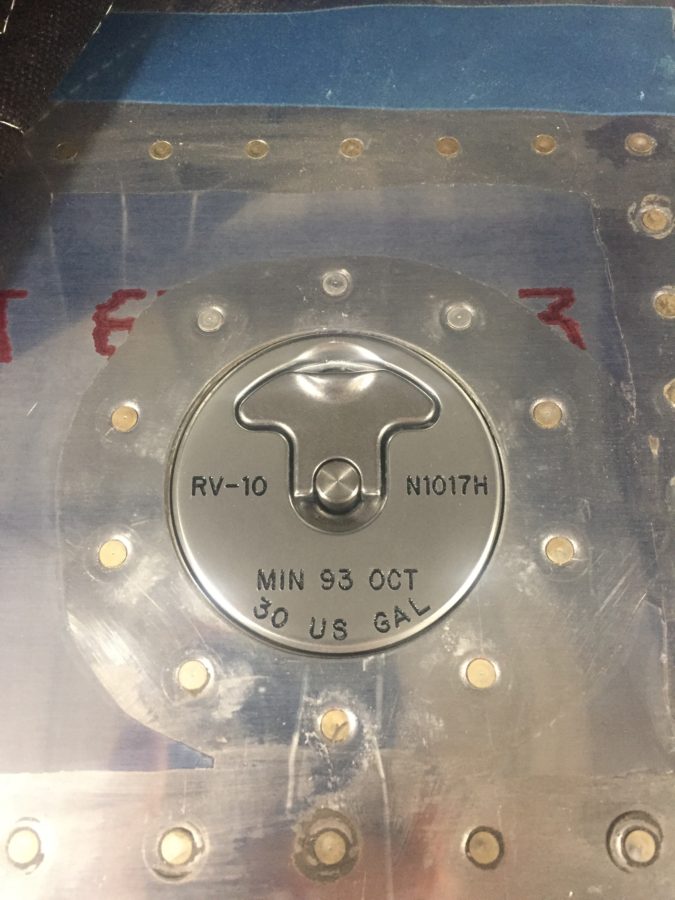 RV-10 N1017H
MIN 93 OCT
30 US GAL